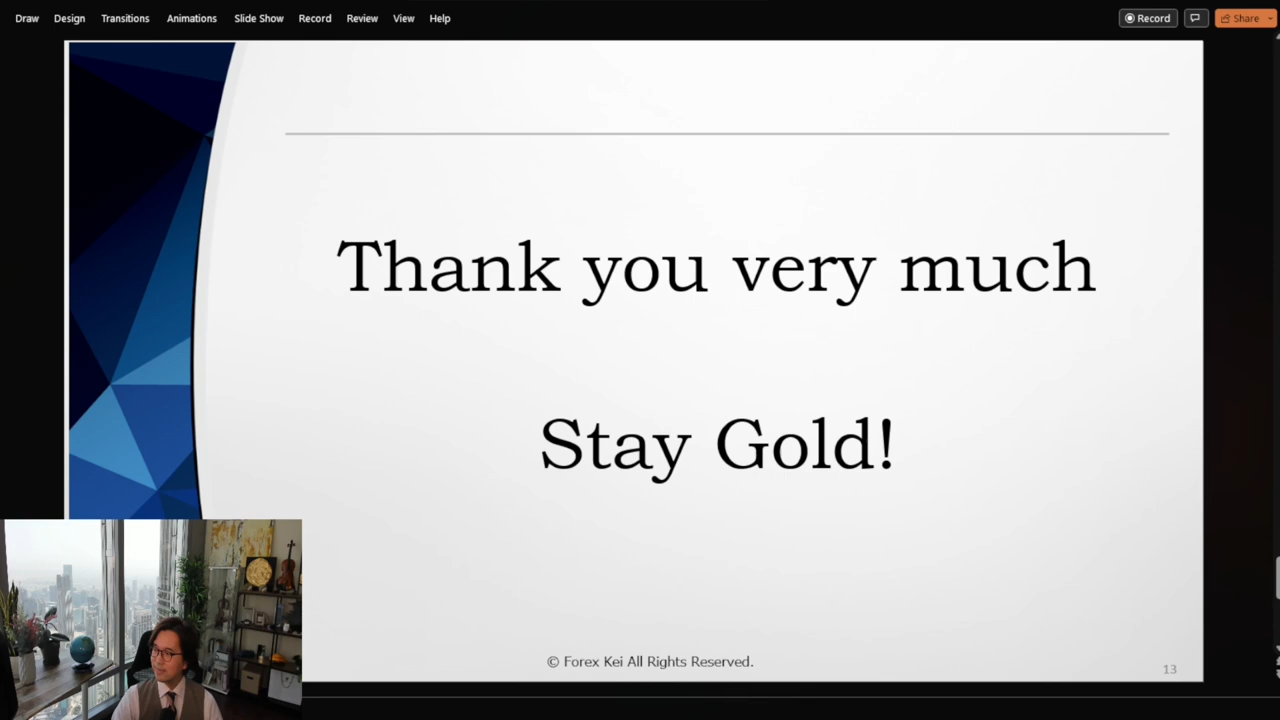 Draw Design Transitions Animations Slide Show Record Review View Help Record Share
Thank you very much
Stay Gold!
© Forex Kei All Rights Reserved.
13